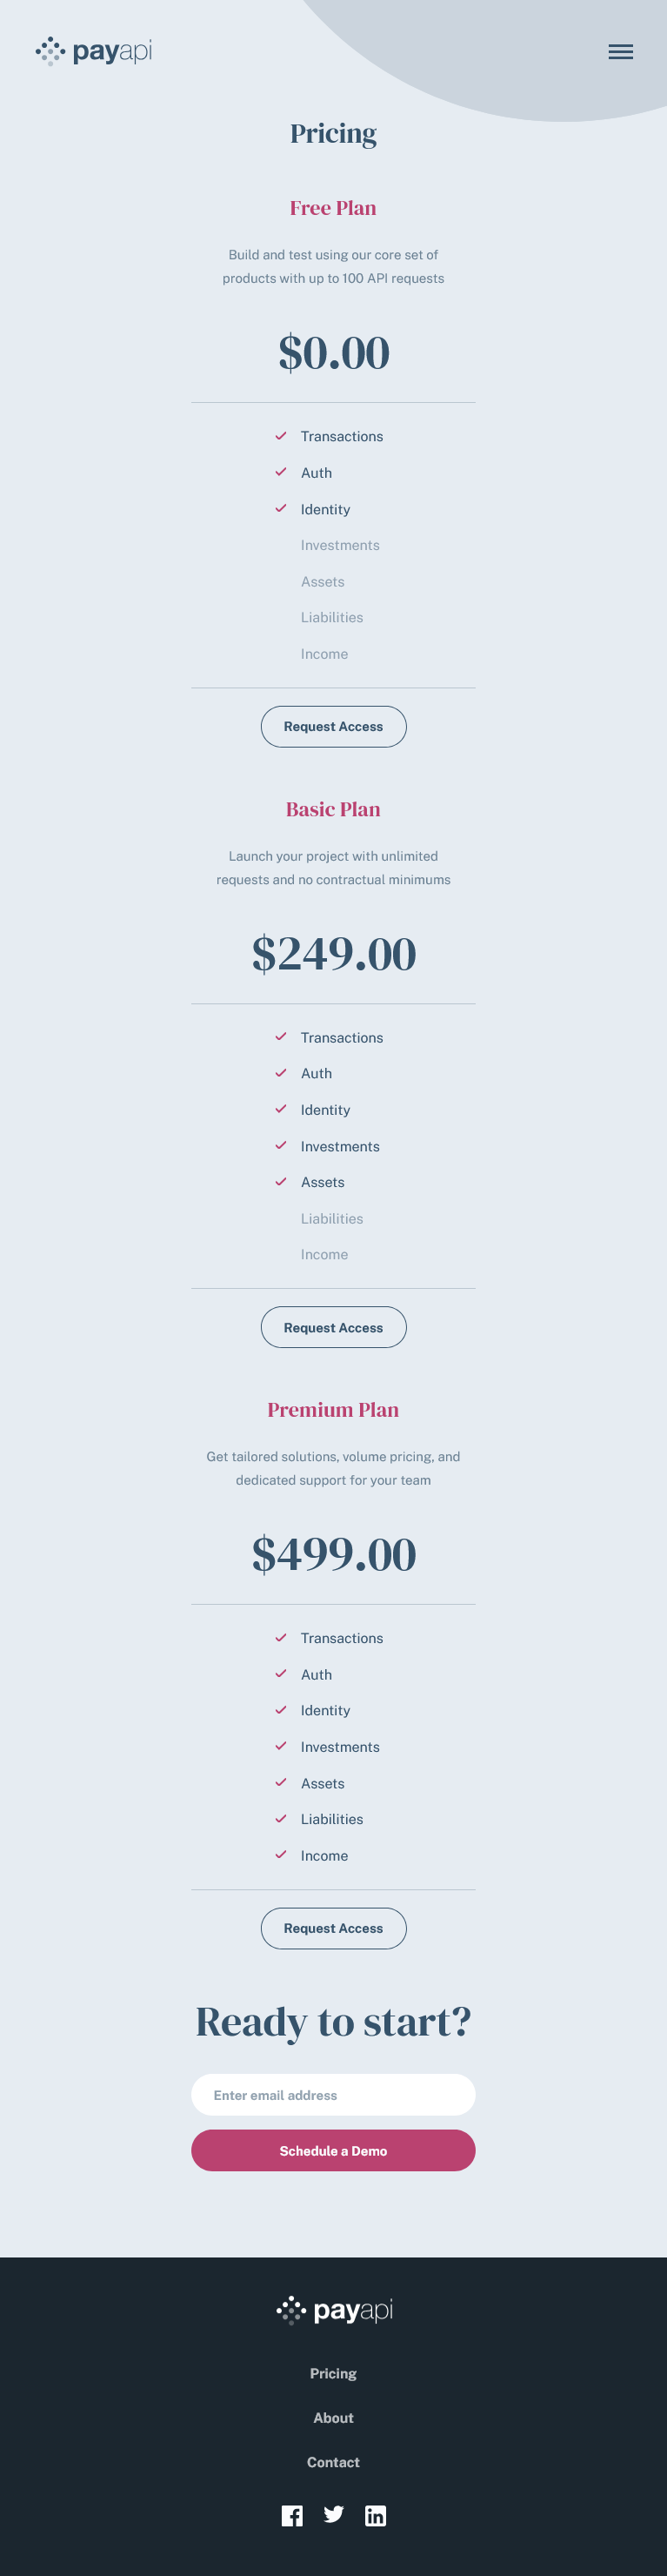 payapi
Pricing
Free Plan
Build and test using our core set of
products with up to 100 API requests
$0.00
Transactions
Auth
Identity
Investments
Assets
Liabilities
Income
Request Access
Basic Plan
Launch your project with unlimited
requests and no contractual minimums
$249.00
Transactions
Auth
Identity
Investments
Assets
Liabilities
Income
Request Access
Premium Plan
Get tailored solutions, volume pricing, and
dedicated support for your team
$499.00
Transactions
Auth
Identity
Investments
Assets
Liabilities
Income
Request Access
Ready to start?
Enter email address
Schedule a Demo
payapi
Pricing
About
Contact